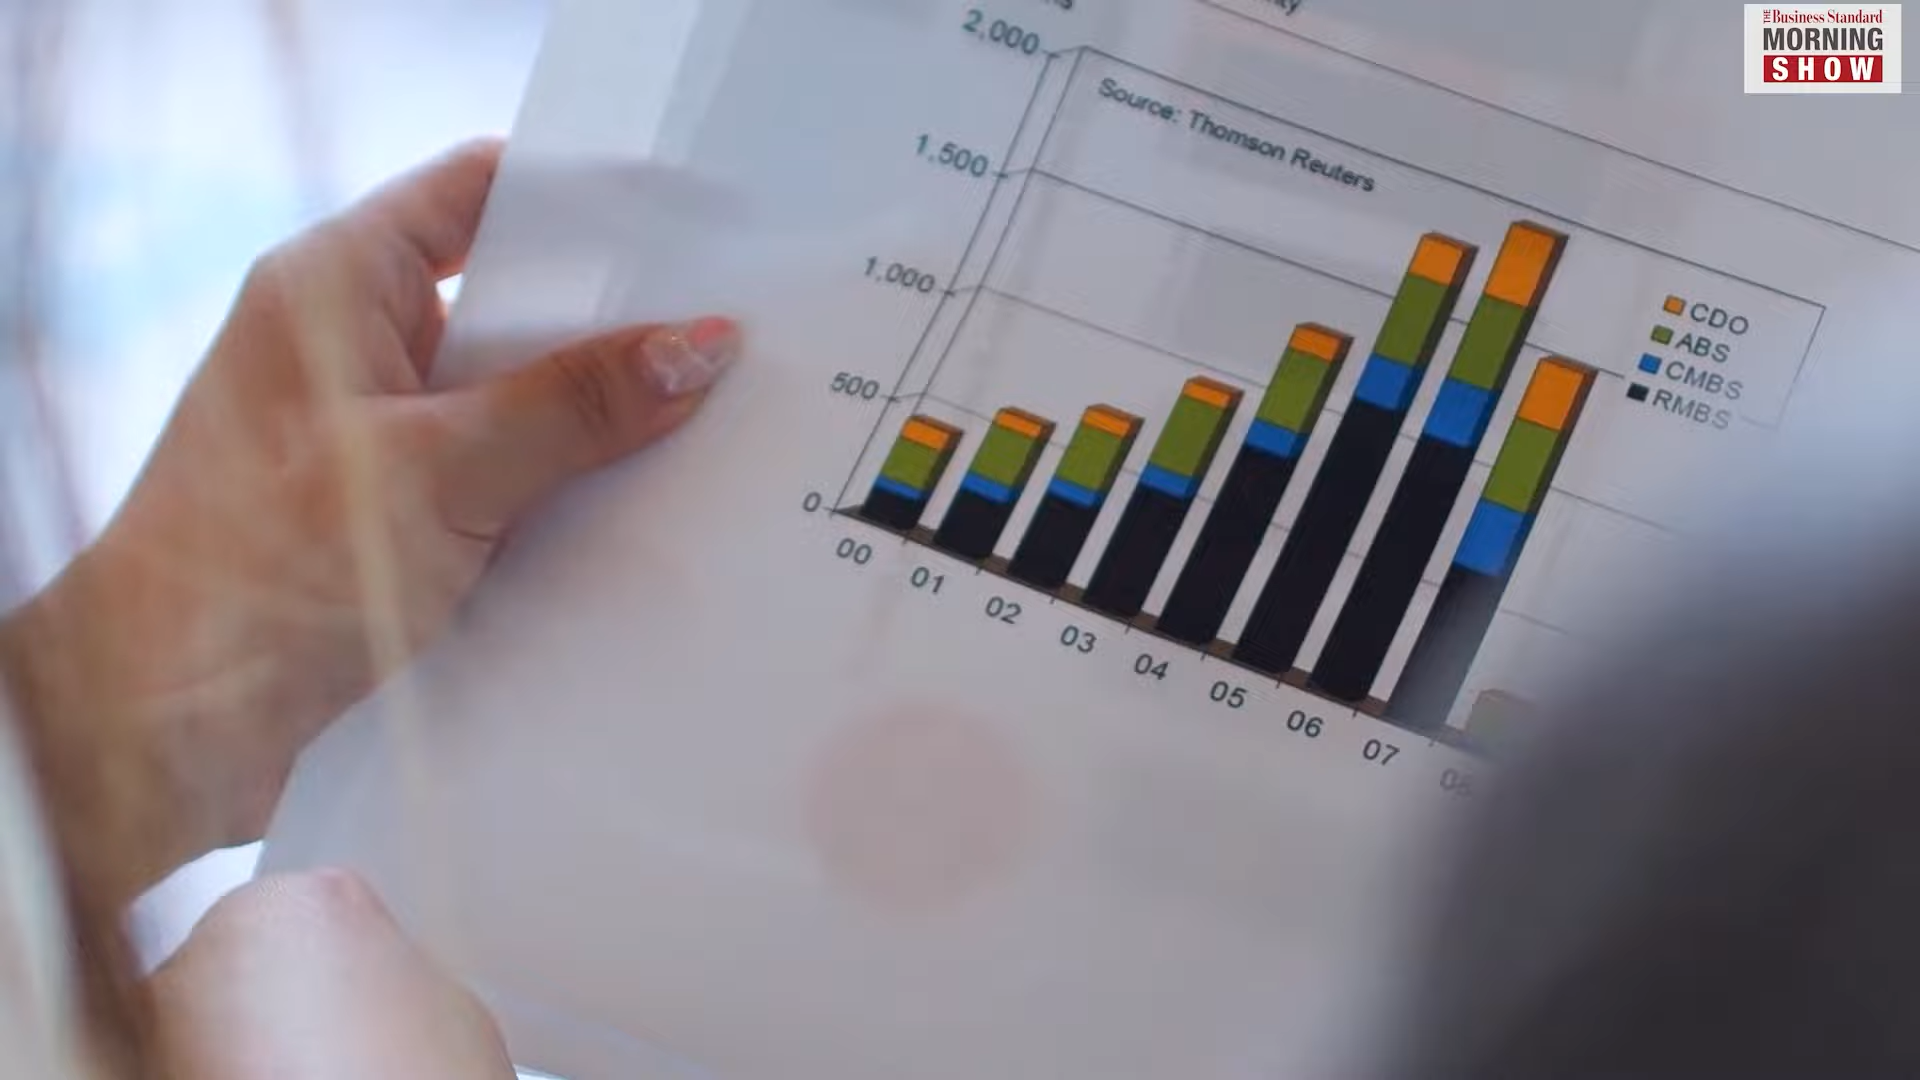 THE Business Standard
MORNING
SHOW
2,000
1,500
1,000
500
0
Source: Thomson Reuters
CDO
ABS
CMBS
RMBS
00
01
02
03
04
05
06
07